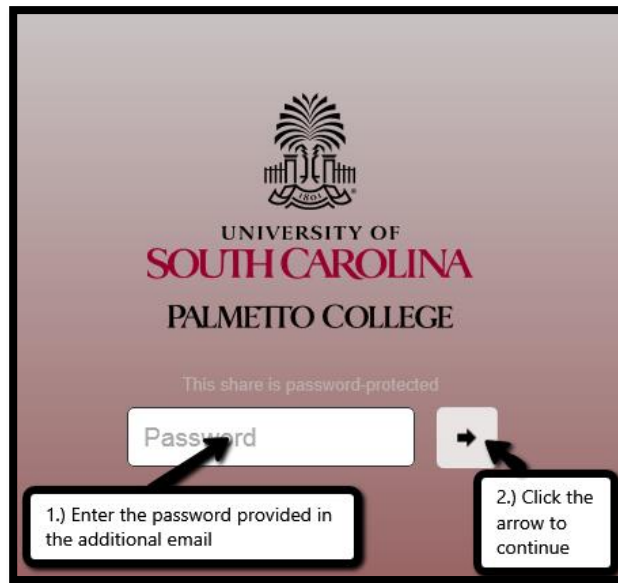 1801
UNIVERSITY OF
SOUTH CAROLINA
PALMETTO COLLEGE
This share is password-protected
Password
1.) Enter the password provided in
the additional email
2.) Click the
arrow to
continue